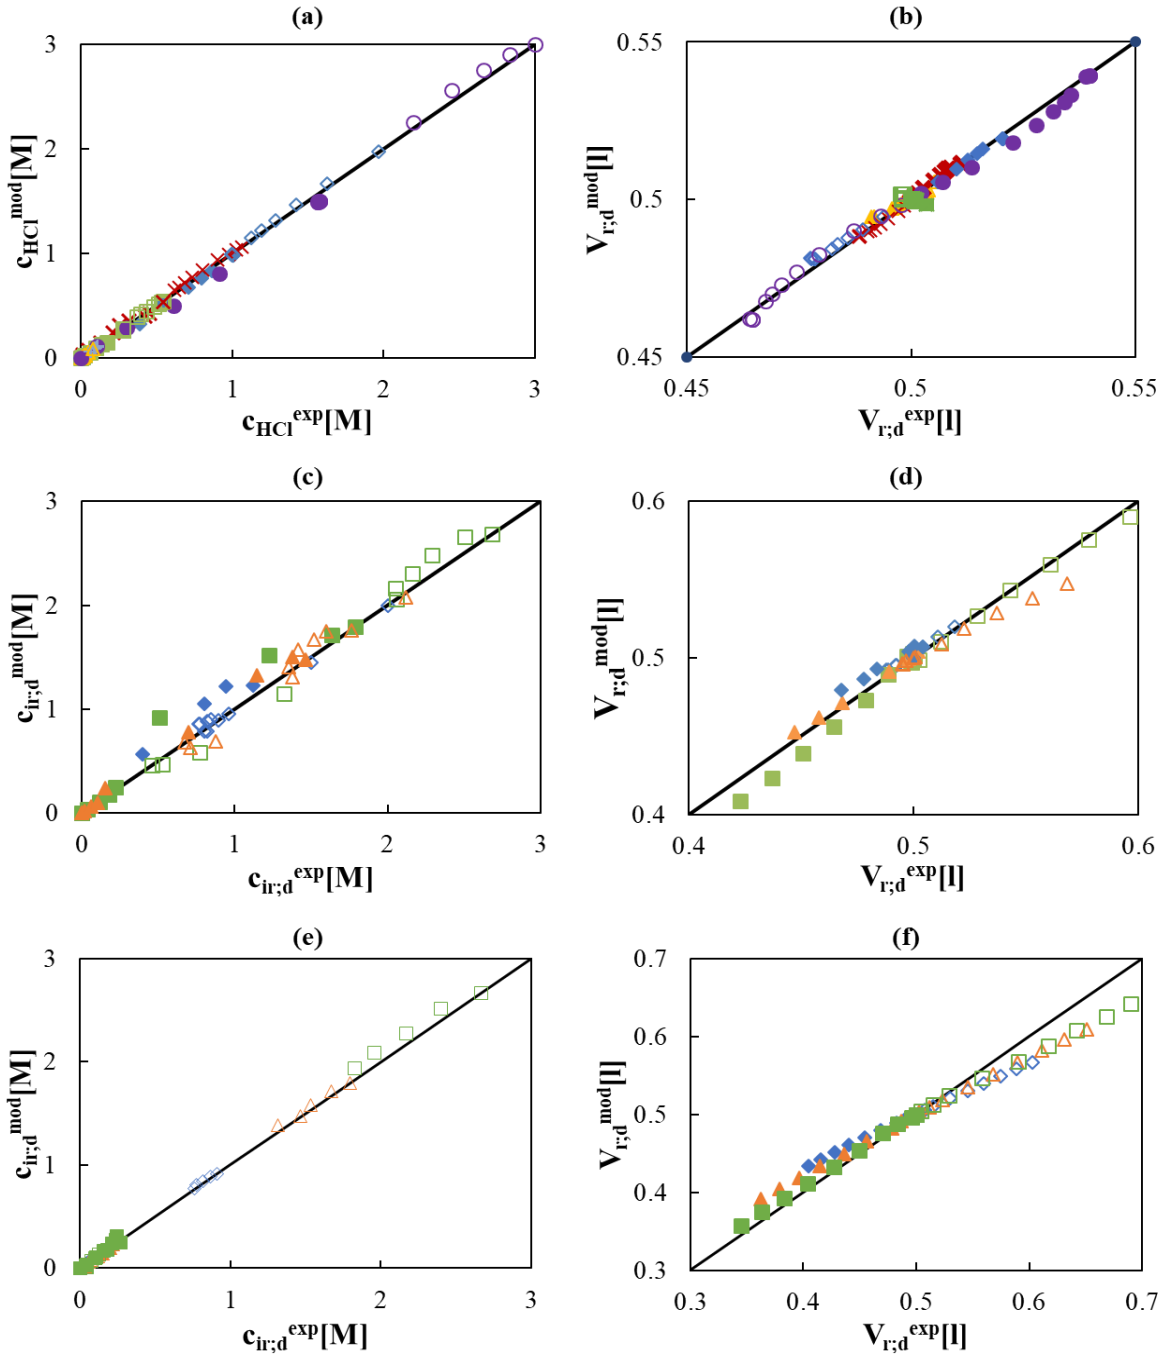 (a)
3
2
1
0
0
1
2
3
c_HCl^mod[M]
c_HCl^exp[M]
(b)
0.55
0.5
0.45
0.45
0.5
0.55
V_r;d^mod[l]
V_r;d^exp[l]
(c)
3
2
1
0
0
1
2
3
c_ir;d^mod[M]
c_ir;d^exp[M]
(d)
0.6
0.5
0.4
0.4
0.5
0.6
V_r;d^mod[l]
V_r;d^exp[l]
(e)
3
2
1
0
0
1
2
3
c_ir;d^mod[M]
c_ir;d^exp[M]
(f)
0.7
0.6
0.5
0.4
0.3
0.3
0.4
0.5
0.6
0.7
V_r;d^mod[l]
V_r;d^exp[l]